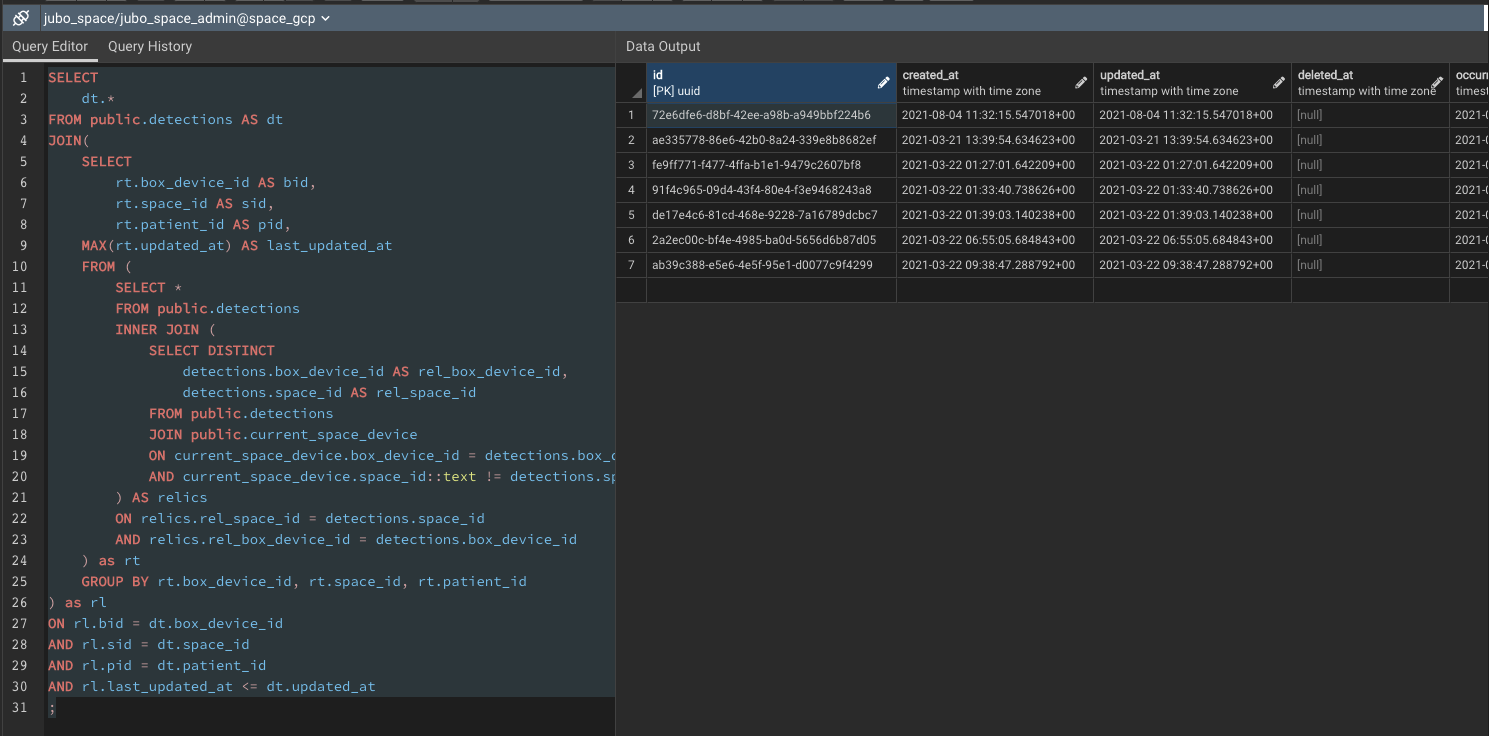 jubo_space/jubo_space_admin@space_gcp
Query Editor Query History
1 SELECT
2 dt.*
3 FROM public.detections AS dt
4 JOIN(
5 SELECT
6 rt.box_device_id AS bid,
7 rt.space_id AS sid,
8 rt.patient_id AS pid,
9 MAX(rt.updated_at) AS last_updated_at
10 FROM (
11 SELECT *
12 FROM public.detections
13 INNER JOIN (
14 SELECT DISTINCT
15 detections.box_device_id AS rel_box_device_id,
16 detections.space_id AS rel_space_id
17 FROM public.detections
18 JOIN public.current_space_device
19 ON current_space_device.box_device_id = detections.box_
20 AND current_space_device.space_id::text != detections.sp
21 ) AS relics
22 ON relics.rel_space_id = detections.space_id
23 AND relics.rel_box_device_id = detections.box_device_id
24 ) as rt
25 GROUP BY rt.box_device_id, rt.space_id, rt.patient_id
26 ) as rl
27 ON rl.bid = dt.box_device_id
28 AND rl.sid = dt.space_id
29 AND rl.pid = dt.patient_id
30 AND rl.last_updated_at <= dt.updated_at
31 ;
Data Output
id created_at updated_at deleted_at occurr
[PK] uuid timestamp with time zone timestamp with time zone timestamp with time zone timest
1 72e6dfe6-d8bf-42ee-a98b-a949bbf224b6 2021-08-04 11:32:15.547018+00 2021-08-04 11:32:15.547018+00 [null] 2021-0
2 ae335778-86e6-42b0-8a24-339e8b8682ef 2021-03-21 13:39:54.634623+00 2021-03-21 13:39:54.634623+00 [null] 2021-0
3 fe9ff771-f477-4ffa-b1e1-9479c2607bf8 2021-03-22 01:27:01.642209+00 2021-03-22 01:27:01.642209+00 [null] 2021-0
4 91f4c965-09d4-43f4-80e4-f3e9468243a8 2021-03-22 01:33:40.738626+00 2021-03-22 01:33:40.738626+00 [null] 2021-0
5 de17e4c6-81cd-468e-9228-7a16789dcbc7 2021-03-22 01:39:03.140238+00 2021-03-22 01:39:03.140238+00 [null] 2021-0
6 2a2ec00c-bf4e-4985-ba0d-5656d6b87d05 2021-03-22 06:55:05.684843+00 2021-03-22 06:55:05.684843+00 [null] 2021-0
7 ab39c388-e5e6-4e5f-95e1-d0077c9f4299 2021-03-22 09:38:47.288792+00 2021-03-22 09:38:47.288792+00 [null] 2021-0